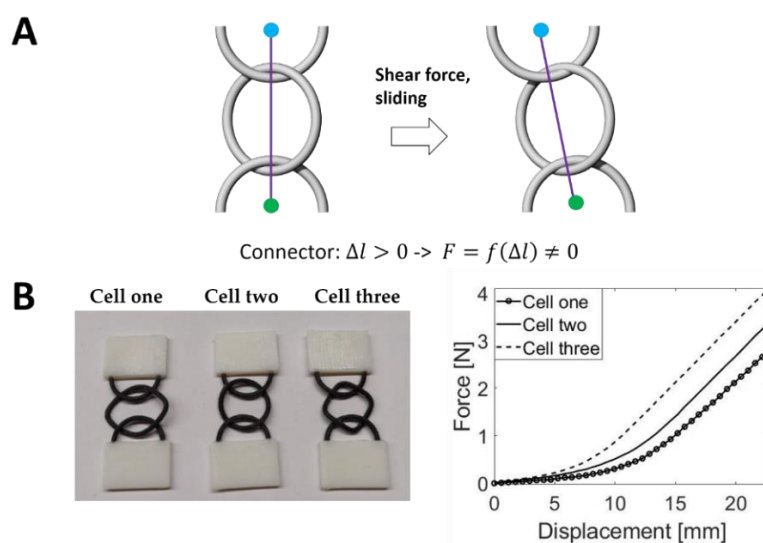 A
Shear force,
sliding
Connector: Δl > 0 -> F = f(Δl) ≠ 0
B
Cell one Cell two Cell three
Cell one
Cell two
Cell three
Force [N]
4
3
2
1
0
0 5 10 15 20
Displacement [mm]